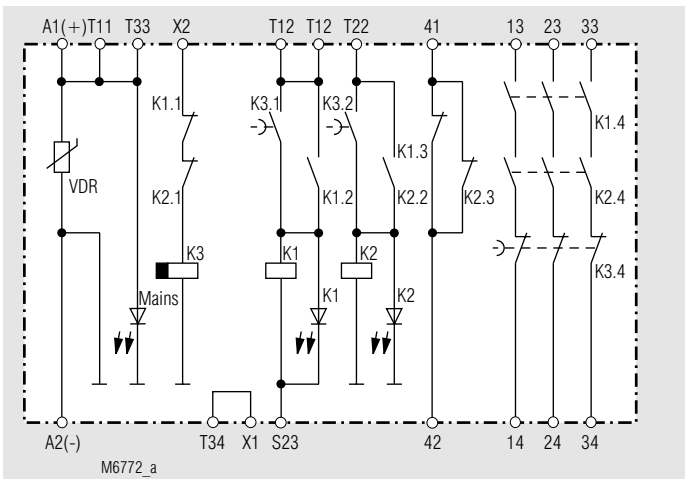 A1(+) T11 T33 X2 T12 T12 T22 41 13 23 33
K1.1 K3.1 K3.2 K1.4
K1.3
VDR K2.1 K1.2 K2.2 K2.3 K2.4
K3 K1 K2 K3.4
Mains K1 K2
A2(-) T34 X1 S23 42 14 24 34
M6772_a